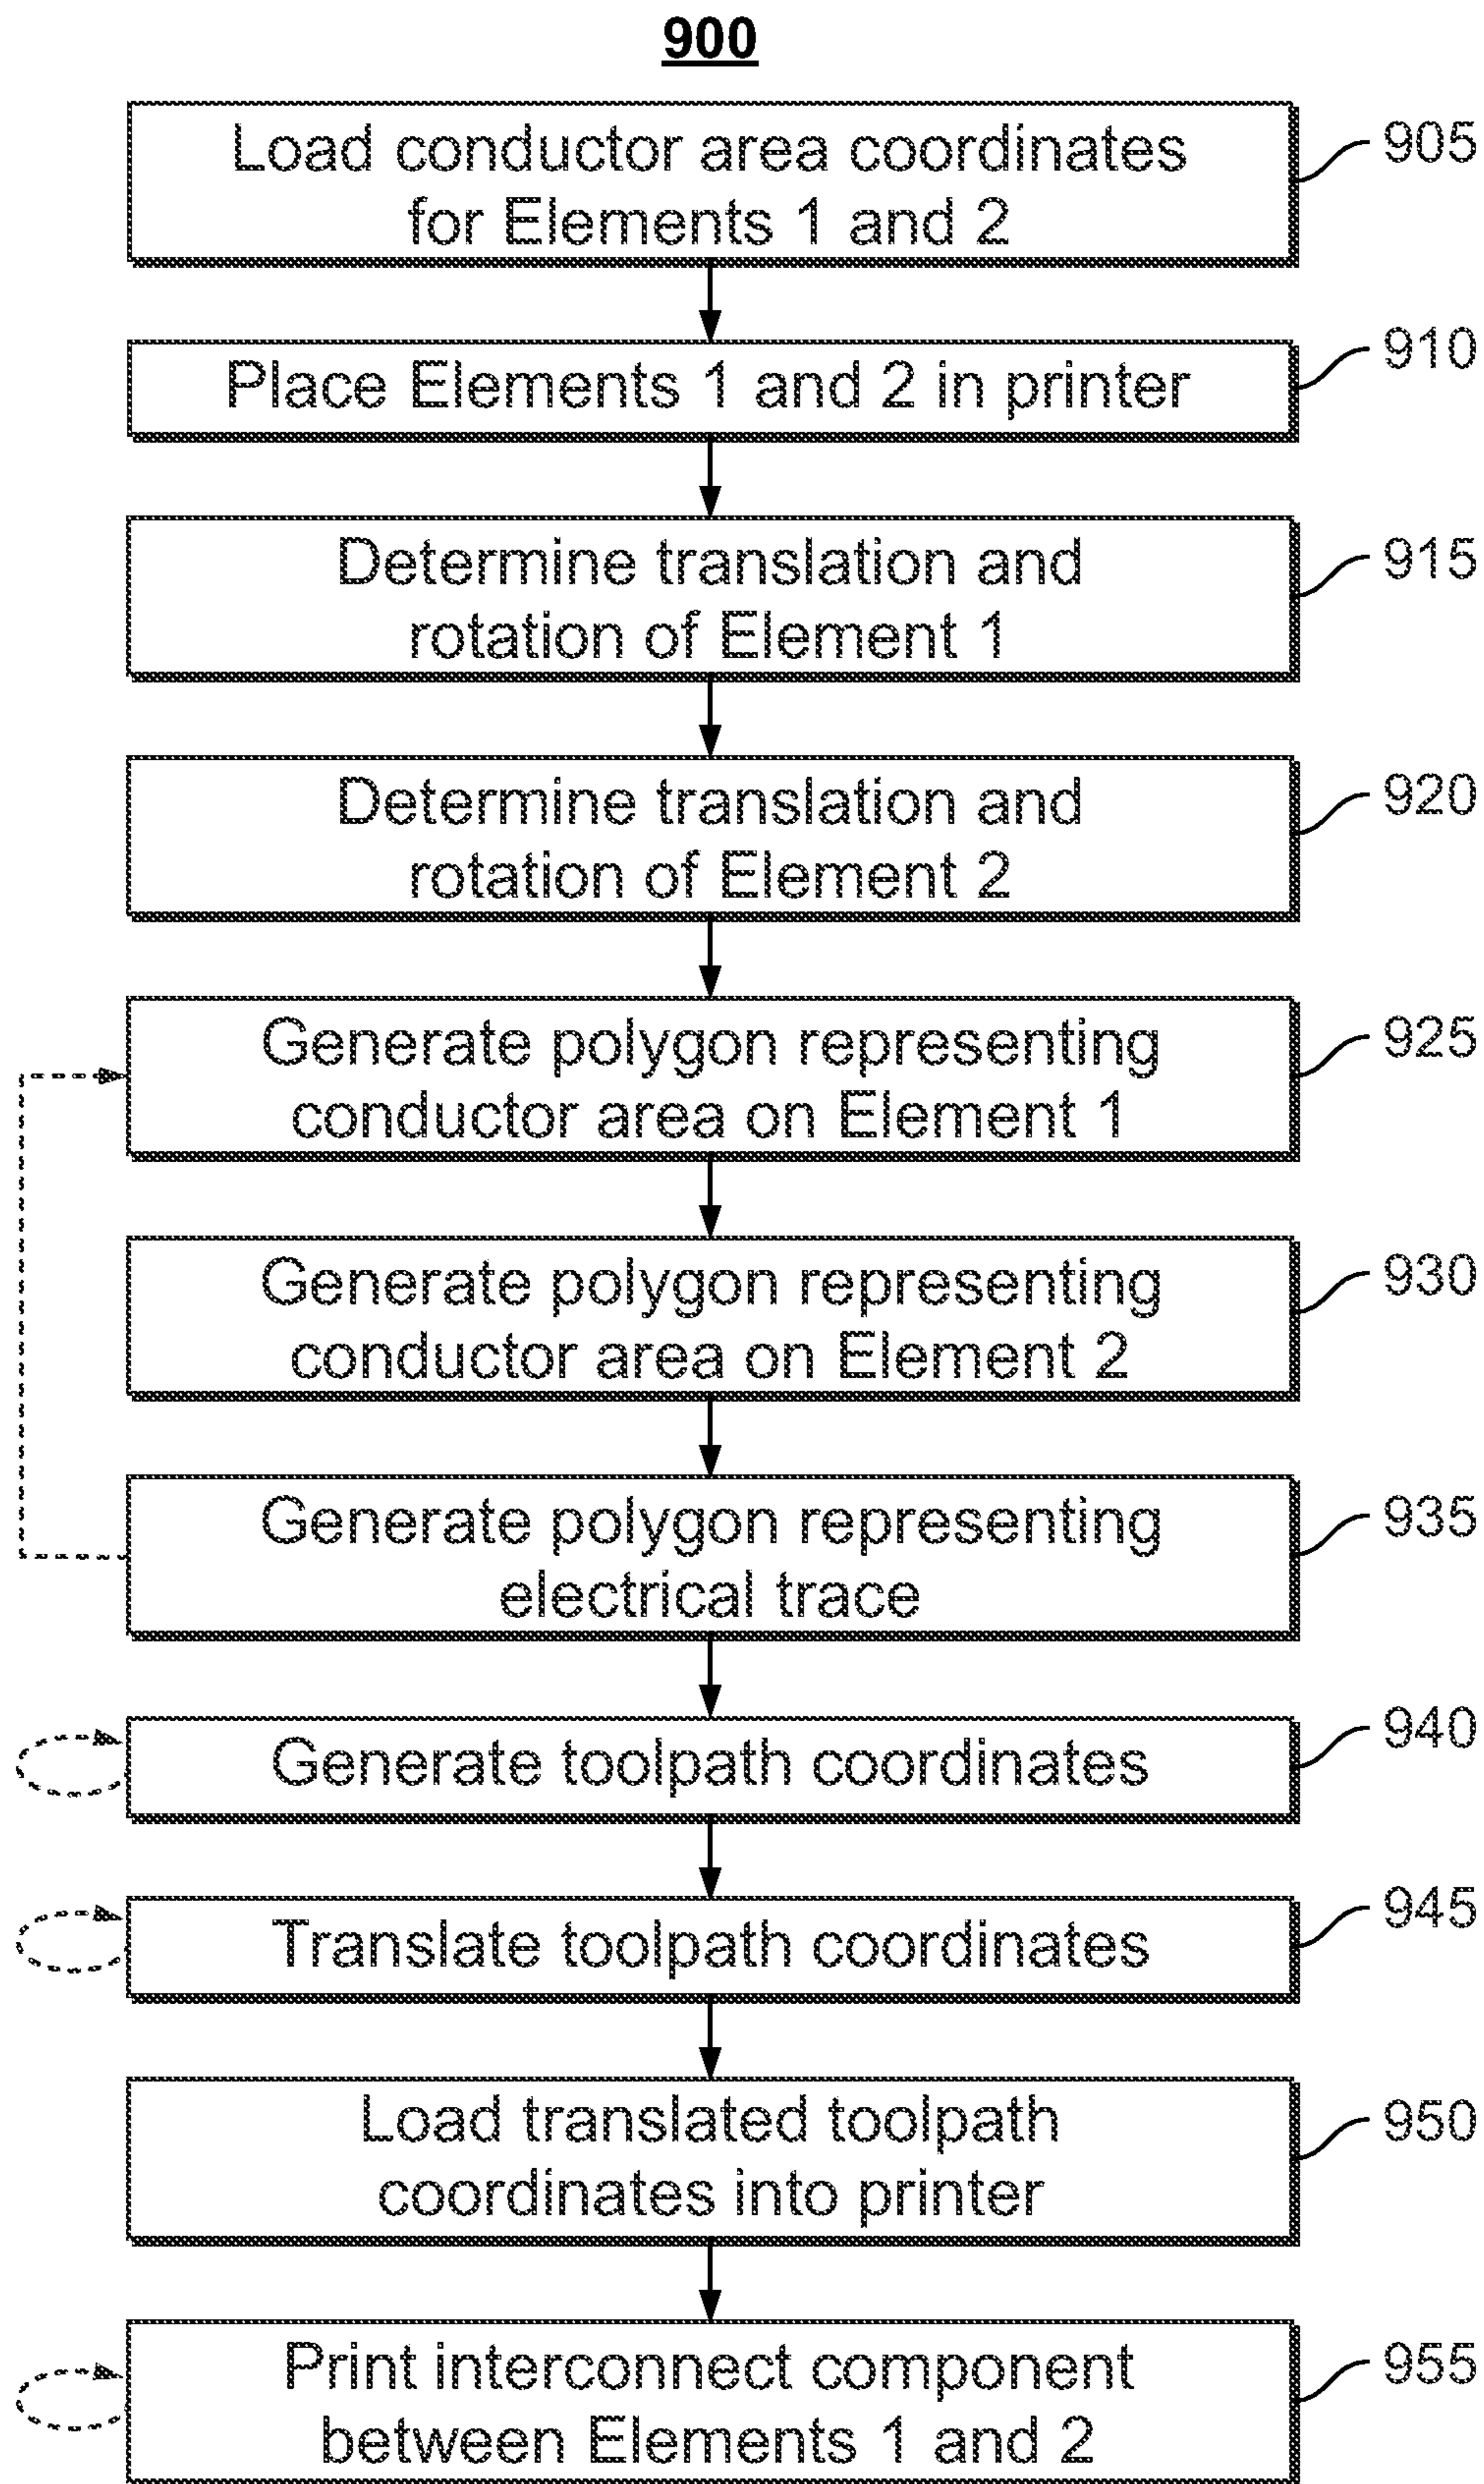 900
Load conductor area coordinates
for Elements 1 and 2
905
Place Elements 1 and 2 in printer
910
Determine translation and
rotation of Element 1
915
Determine translation and
rotation of Element 2
920
Generate polygon representing
conductor area on Element 1
925
Generate polygon representing
conductor area on Element 2
930
Generate polygon representing
electrical trace
935
Generate toolpath coordinates
940
Translate toolpath coordinates
945
Load translated toolpath
coordinates into printer
950
Print interconnect component
between Elements 1 and 2
955